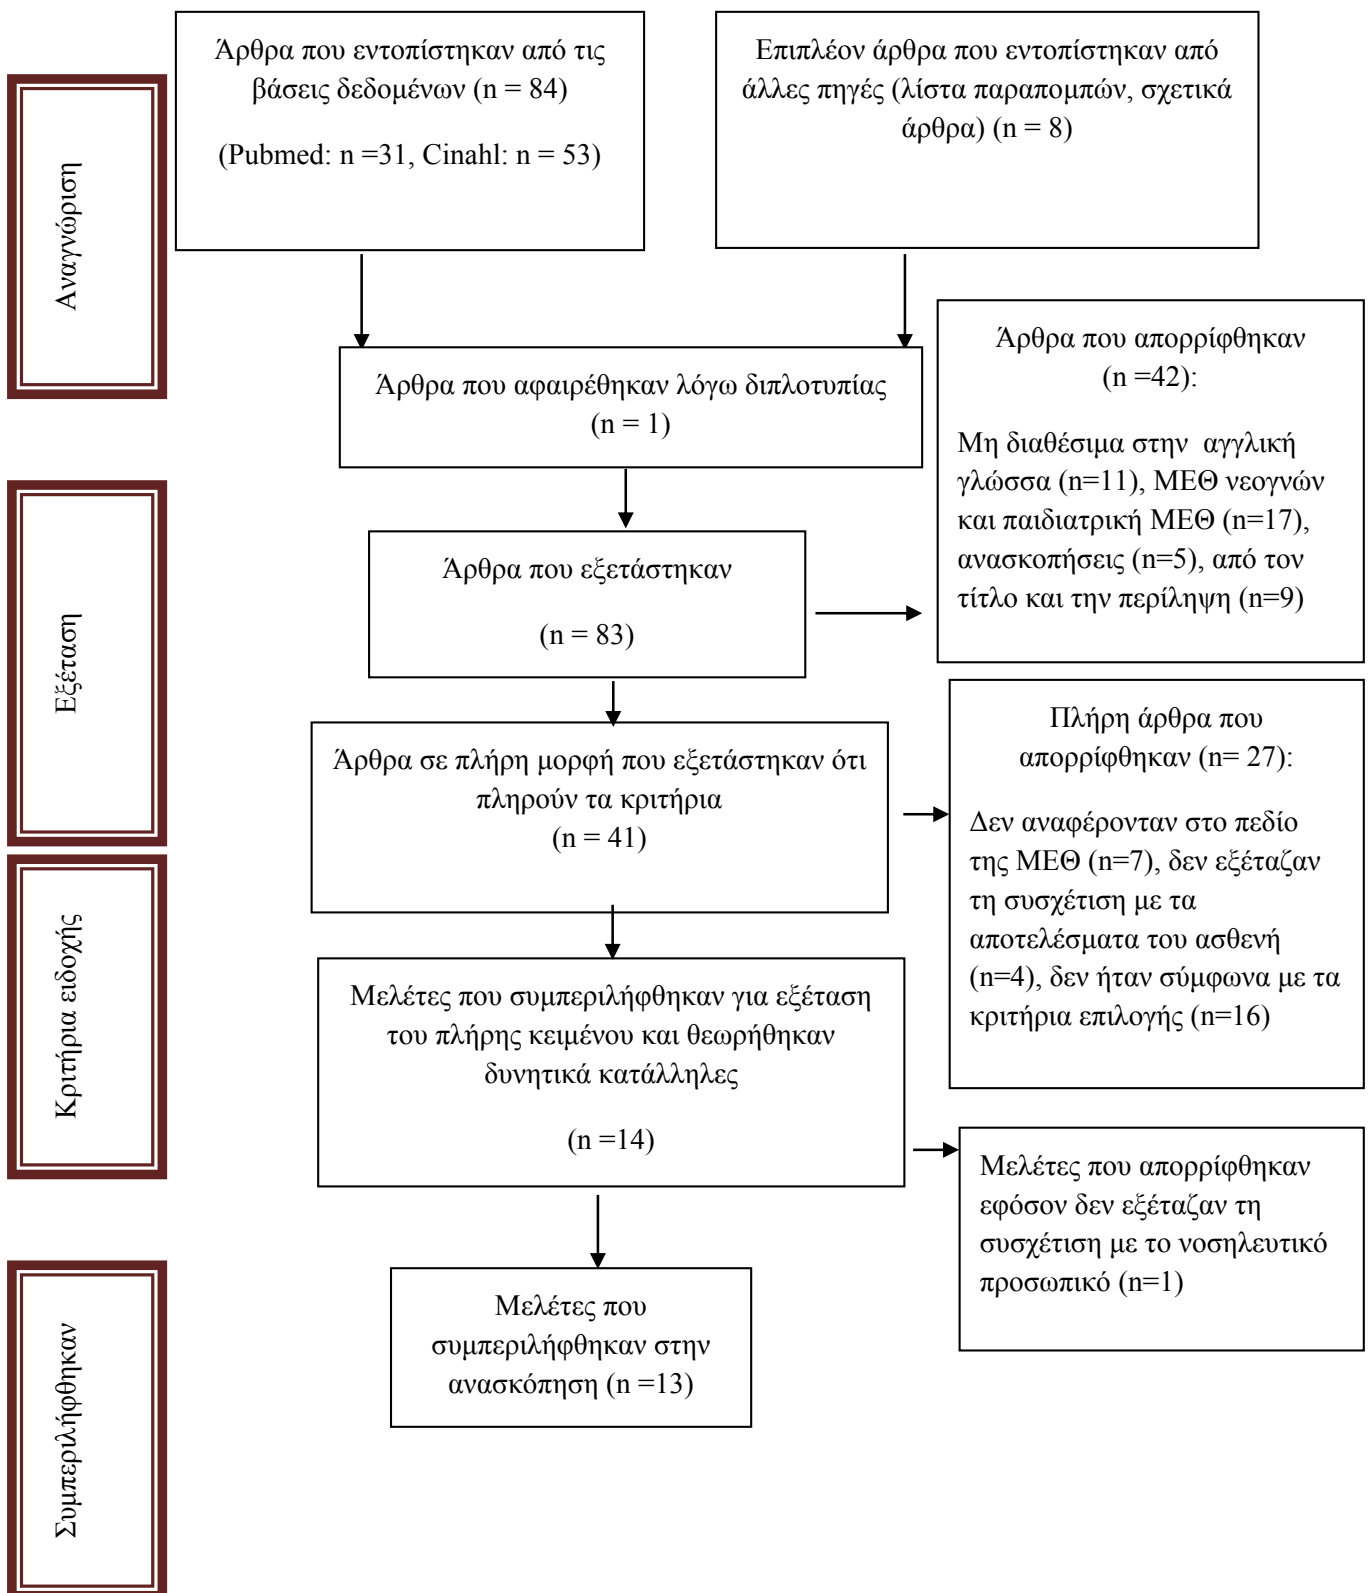 Άρθρα που εντοπίστηκαν από τις
βάσεις δεδομένων (n = 84)
(Pubmed: n =31, Cinahl: n = 53)
Επιπλέον άρθρα που εντοπίστηκαν από
άλλες πηγές (λίστα παραπομπών, σχετικά
άρθρα) (n = 8)
Αναγνώριση
Άρθρα που αφαιρέθηκαν λόγω διπλοτυπίας
(n = 1)
Άρθρα που απορρίφθηκαν
(n =42):
Μη διαθέσιμα στην αγγλική
γλώσσα (n=11), ΜΕΘ νεογνών
και παιδιατρική ΜΕΘ (n=17),
ανασκοπήσεις (n=5), από τον
τίτλο και την περίληψη (n=9)
Εξέταση
Άρθρα που εξετάστηκαν
(n = 83)
Άρθρα σε πλήρη μορφή που εξετάστηκαν ότι
πληρούν τα κριτήρια
(n = 41)
Πλήρη άρθρα που
απορρίφθηκαν (n= 27):
Δεν αναφέρονταν στο πεδίο
της ΜΕΘ (n=7), δεν εξέταζαν
τη συσχέτιση με τα
αποτελέσματα του ασθενή
(n=4), δεν ήταν σύμφωνα με τα
κριτήρια επιλογής (n=16)
Κριτήρια ειδοχής
Μελέτες που συμπεριλήφθηκαν για εξέταση
του πλήρης κειμένου και θεωρήθηκαν
δυνητικά κατάλληλες
(n =14)
Μελέτες που απορρίφθηκαν
εφόσον δεν εξέταζαν τη
συσχέτιση με το νοσηλευτικό
προσωπικό (n=1)
Συμπεριλήφθηκαν
Μελέτες που
συμπεριλήφθηκαν στην
ανασκόπηση (n =13)